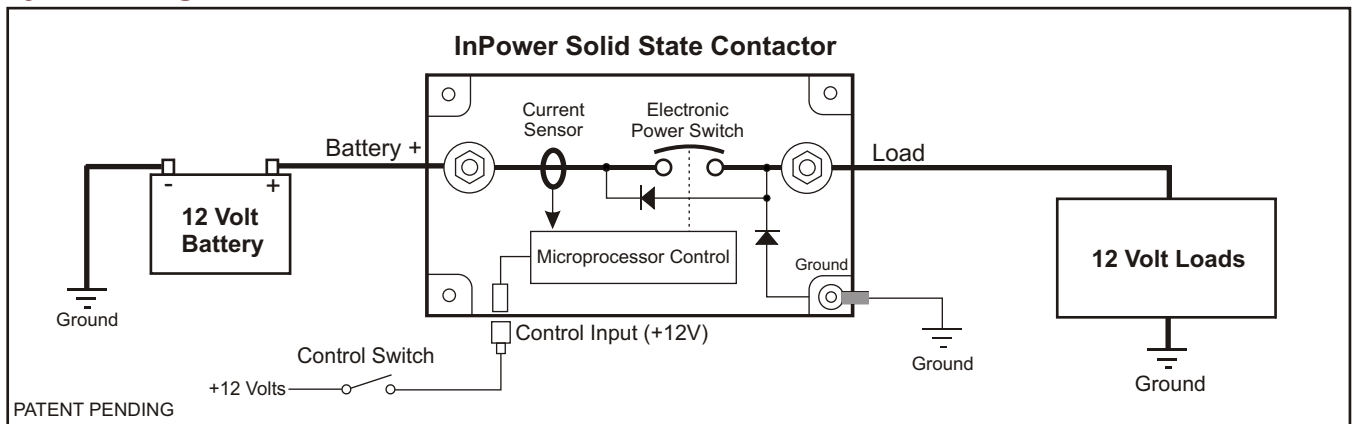 InPower Solid State Contactor
Current
Sensor
Electronic
Power Switch
Battery +
Load
-
+
12 Volt
Battery
Microprocessor Control
Ground
12 Volt Loads
Ground
Control Input (+12V)
Ground
Control Switch
Ground
+12 Volts
PATENT PENDING